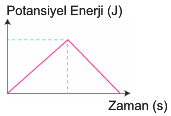 Potansiyel Enerji (J)
Zaman (s)